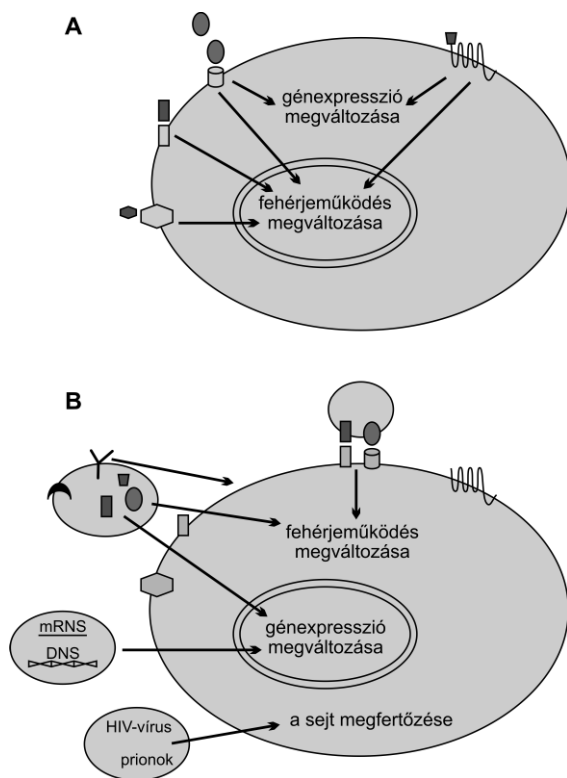 A
génexpresszió
megváltozása
fehérjeműködés
megváltozása
B
fehérjeműködés
megváltozása
génexpresszió
megváltozása
mRNS
DNS
a sejt megfertőzése
HIV-vírus
prionok